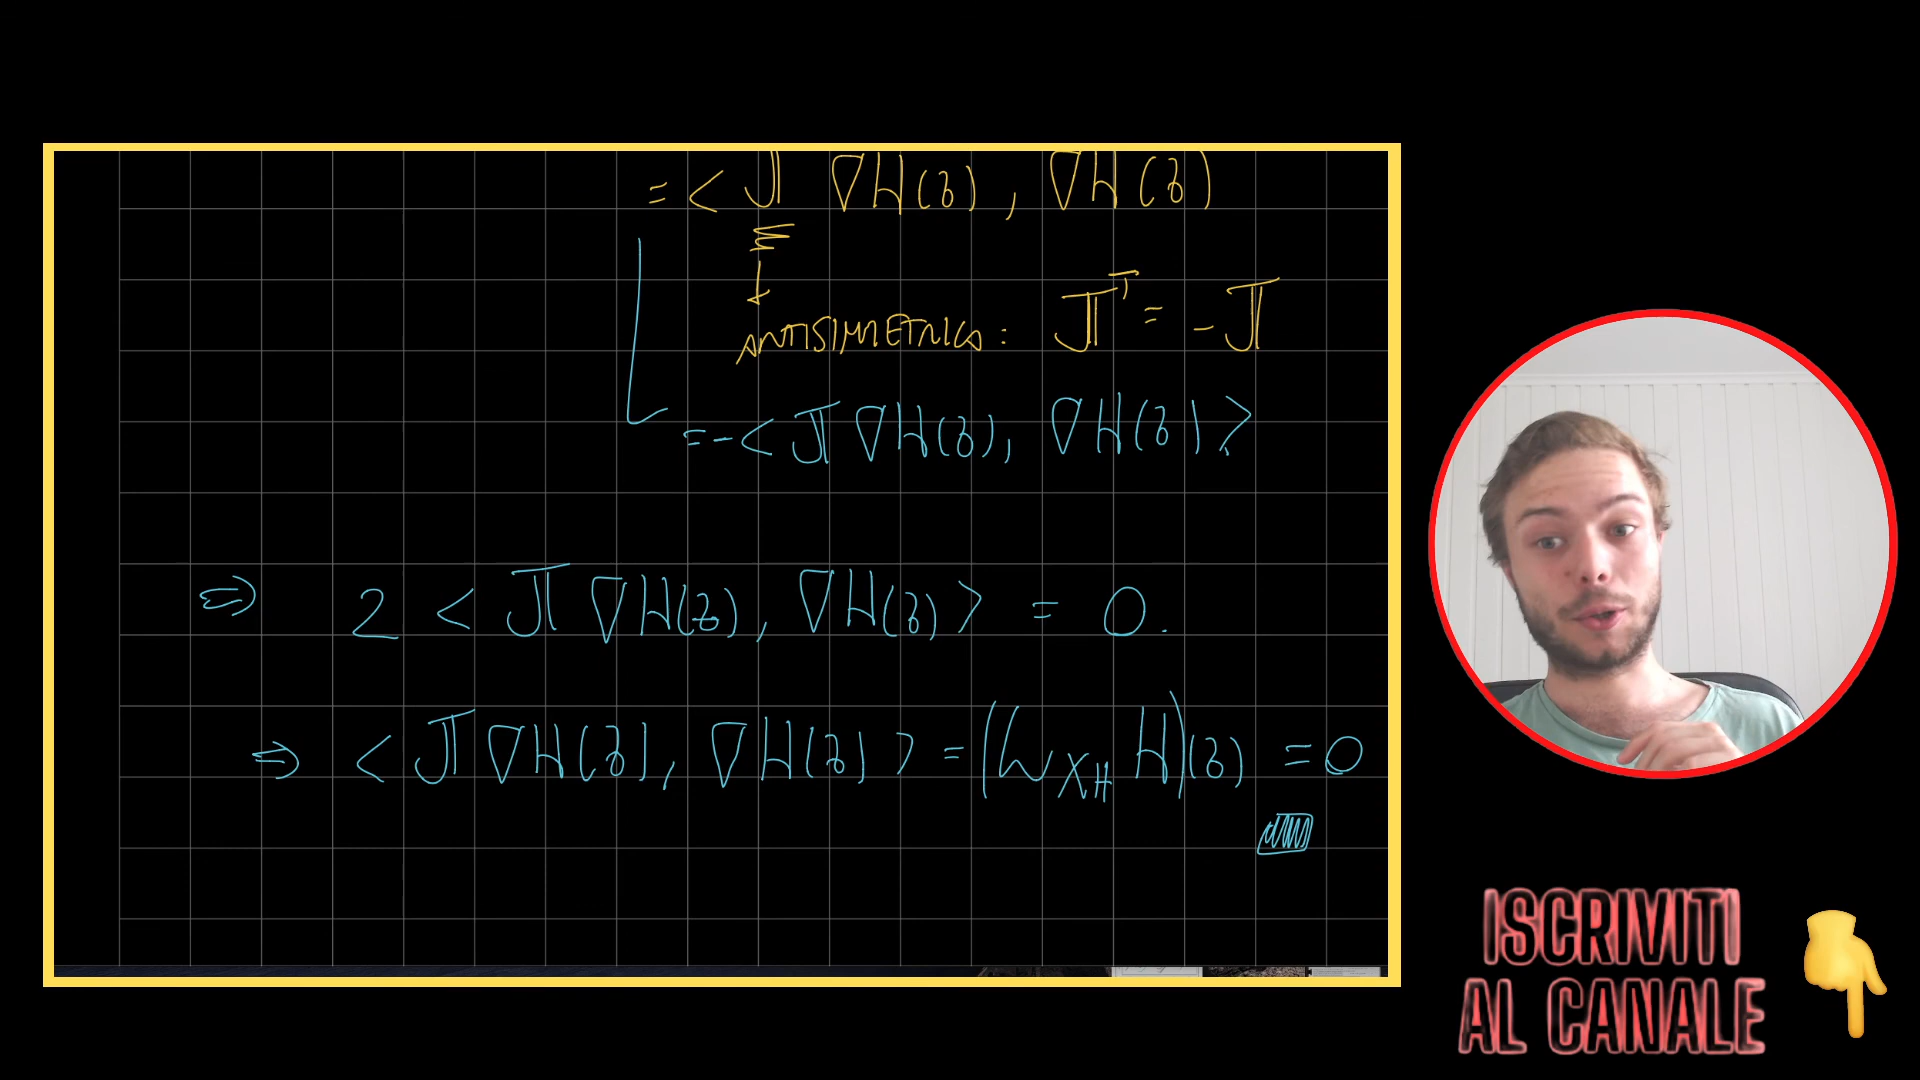 = < 𝕁 ∇H(z), ∇H(z)
ANTISIMMETRICA: 𝕁ᵀ = -𝕁
= -< 𝕁 ∇H(z), ∇H(z) >
⇒ 2 < 𝕁 ∇H(z), ∇H(z) > = 0.
⇒ < 𝕁 ∇H(z), ∇H(z) > = (L_{X_H} H)(z) = 0
ISCRIVITI
AL CANALE